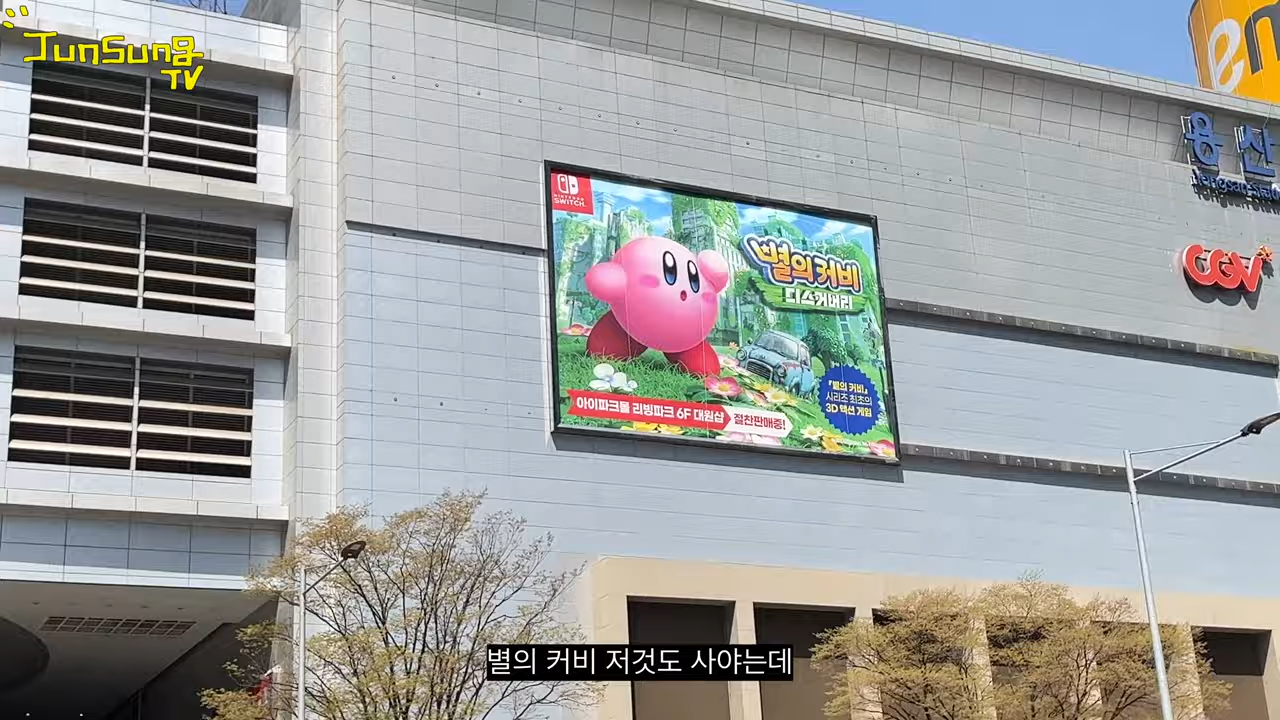 JunSung
TV
em
용산
Yongsan Stati
CGV
NINTENDO
SWITCH
별의 커비
디스커버리
『별의 커비』
시리즈 최초의
3D 액션 게임
아이파크몰 리빙파크 6F 대원샵 절찬판매중!
별의 커비 저것도 사야는데